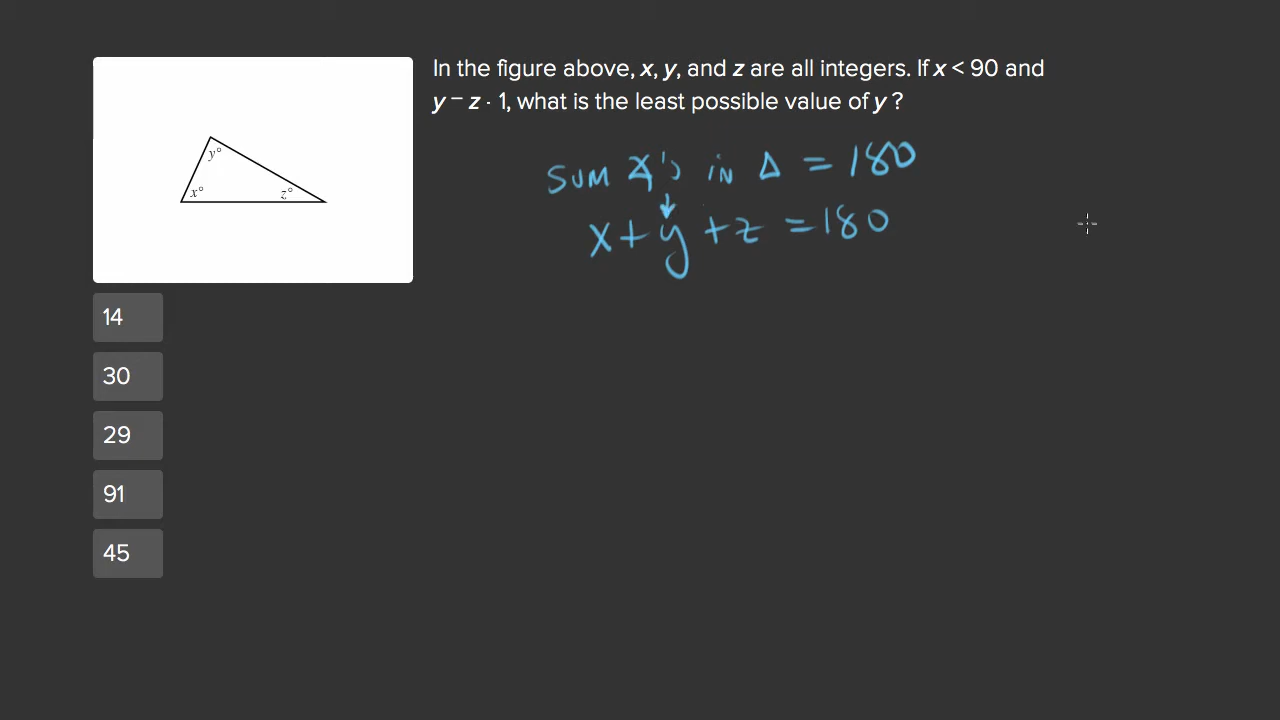 In the figure above, x, y, and z are all integers. If x < 90 and
y – z · 1, what is the least possible value of y ?
y°
x°
z°
SUM ∡'s IN Δ = 180
x + y + z = 180
14
30
29
91
45